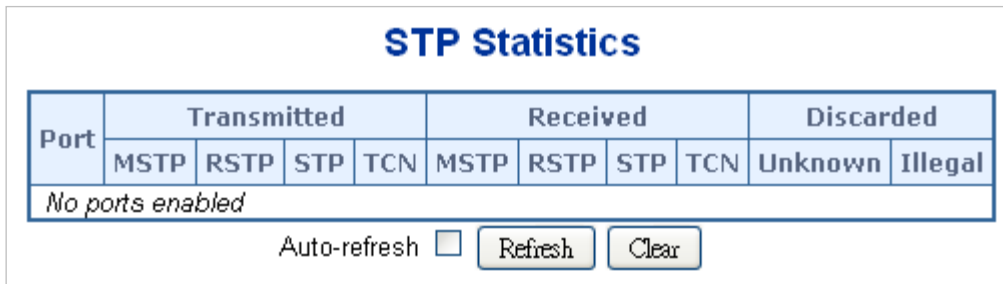 STP Statistics
Port Transmitted Received Discarded
MSTP RSTP STP TCN MSTP RSTP STP TCN Unknown Illegal
No ports enabled
Auto-refresh Refresh Clear